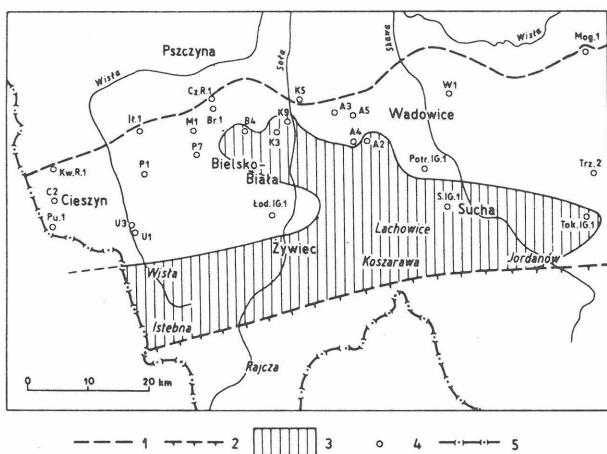 Pszczyna
Wisła
Soła
Skawa
Wisła
Mog.1
Cz.R.1
K5
W1
It.1
M1
Br.1
B4
K9
K3
A3
A5
Wadowice
A4
A2
Kw.R.1
P1
P7
Bielsko-
Biała
Potr.IG.1
Trz.2
C2
Cieszyn
Pu.1
U3
U1
Łod.IG.1
S.IG.1
Sucha
Tok.IG.1
Żywiec
Lachowice
Koszarawa
Jordanów
Wisła
Istebna
Rajcza
0 10 20 km
1 2 3 4 5